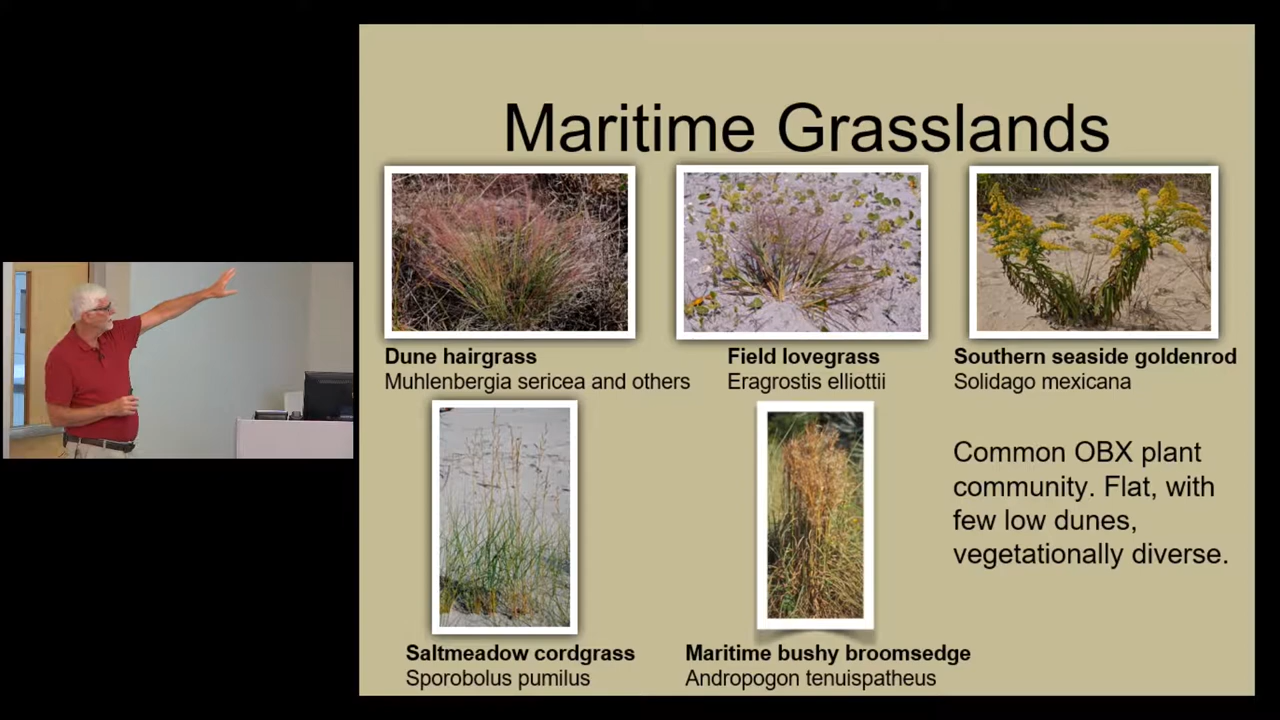 Maritime Grasslands
Dune hairgrass
Muhlenbergia sericea and others
Field lovegrass
Eragrostis elliottii
Southern seaside goldenrod
Solidago mexicana
Common OBX plant
community. Flat, with
few low dunes,
vegetationally diverse.
Saltmeadow cordgrass
Sporobolus pumilus
Maritime bushy broomsedge
Andropogon tenuispatheus